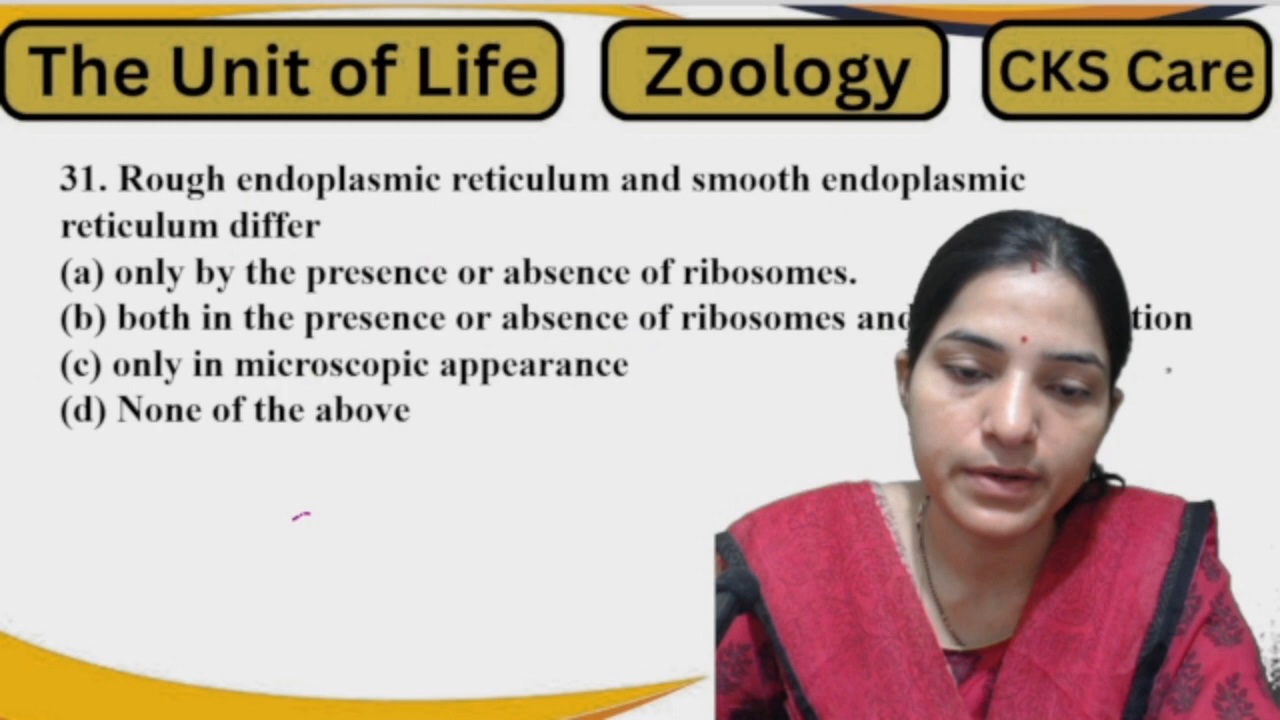 The Unit of Life
Zoology
CKS Care
31. Rough endoplasmic reticulum and smooth endoplasmic
reticulum differ
(a) only by the presence or absence of ribosomes.
(b) both in the presence or absence of ribosomes and
(c) only in microscopic appearance
(d) None of the above